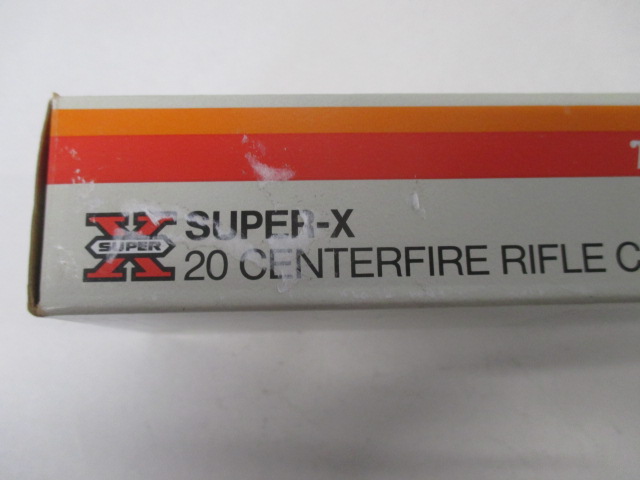 SUPER-X
SUPER
20 CENTERFIRE RIFLE C